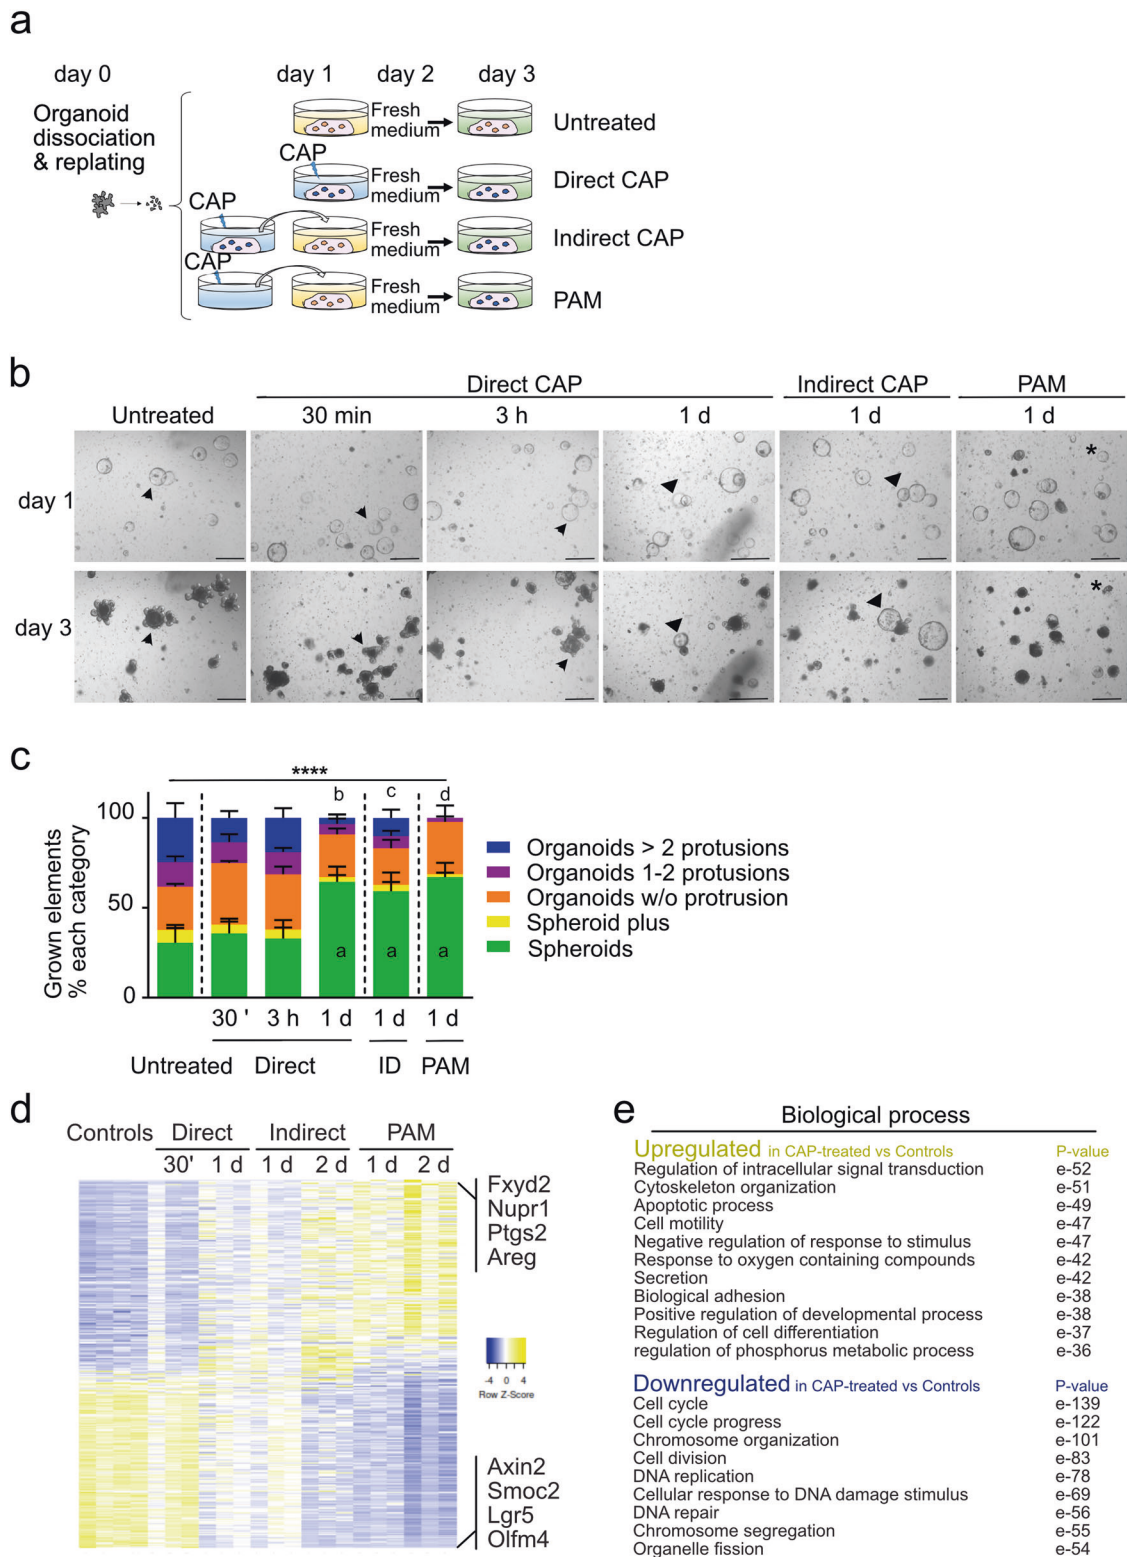 a
day 0
day 1
day 2
day 3
Organoid
dissociation
& replating
Fresh
medium
Untreated
CAP
Fresh
medium
Direct CAP
CAP
Fresh
medium
Indirect CAP
CAP
Fresh
medium
PAM
b
Direct CAP
Indirect CAP
PAM
Untreated
30 min
3 h
1 d
1 d
1 d
day 1
*
day 3
*
c
****
b
c
d
100
50
0
Grown elements
% each category
a
a
a
Organoids > 2 protusions
Organoids 1-2 protusions
Organoids w/o protrusion
Spheroid plus
Spheroids
30 '
3 h
1 d
1 d
1 d
Untreated
Direct
ID
PAM
d
Controls
Direct
Indirect
PAM
30'
1 d
1 d
2 d
1 d
2 d
Fxyd2
Nupr1
Ptgs2
Areg
-4 0 4
Row Z-Score
Axin2
Smoc2
Lgr5
Olfm4
e
Biological process
Upregulated in CAP-treated vs Controls P-value
Regulation of intracellular signal transduction e-52
Cytoskeleton organization e-51
Apoptotic process e-49
Cell motility e-47
Negative regulation of response to stimulus e-47
Response to oxygen containing compounds e-42
Secretion e-42
Biological adhesion e-38
Positive regulation of developmental process e-38
Regulation of cell differentiation e-37
regulation of phosphorus metabolic process e-36
Downregulated in CAP-treated vs Controls P-value
Cell cycle e-139
Cell cycle progress e-122
Chromosome organization e-101
Cell division e-83
DNA replication e-78
Cellular response to DNA damage stimulus e-69
DNA repair e-56
Chromosome segregation e-55
Organelle fission e-54